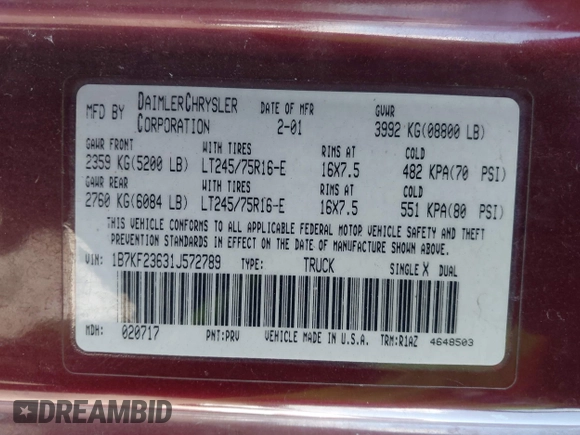 MFD BY DAIMLERCHRYSLER CORPORATION DATE OF MFR 2-01 GVWR 3992 KG(08800 LB)
GAWR FRONT WITH TIRES RIMS AT COLD
2359 KG(5200 LB) LT245/75R16-E 16X7.5 482 KPA(70 PSI)
GAWR REAR WITH TIRES RIMS AT COLD
2760 KG(6084 LB) LT245/75R16-E 16X7.5 551 KPA(80 PSI)
THIS VEHICLE CONFORMS TO ALL APPLICABLE FEDERAL MOTOR VEHICLE SAFETY AND THEFT
PREVENTION STANDARDS IN EFFECT ON THE DATE OF MANUFACTURE SHOWN ABOVE.
VIN: 1B7KF23631J572789 TYPE: TRUCK SINGLE X DUAL
MDH: 020717 PNT:PRV VEHICLE MADE IN U.S.A. TRM:R1AZ 4648503
DREAMBID